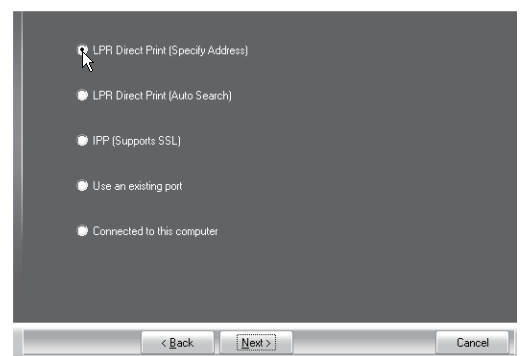 LPR Direct Print (Specify Address)
LPR Direct Print (Auto Search)
IPP (Supports SSL)
Use an existing port
Connected to this computer
< Back Next > Cancel